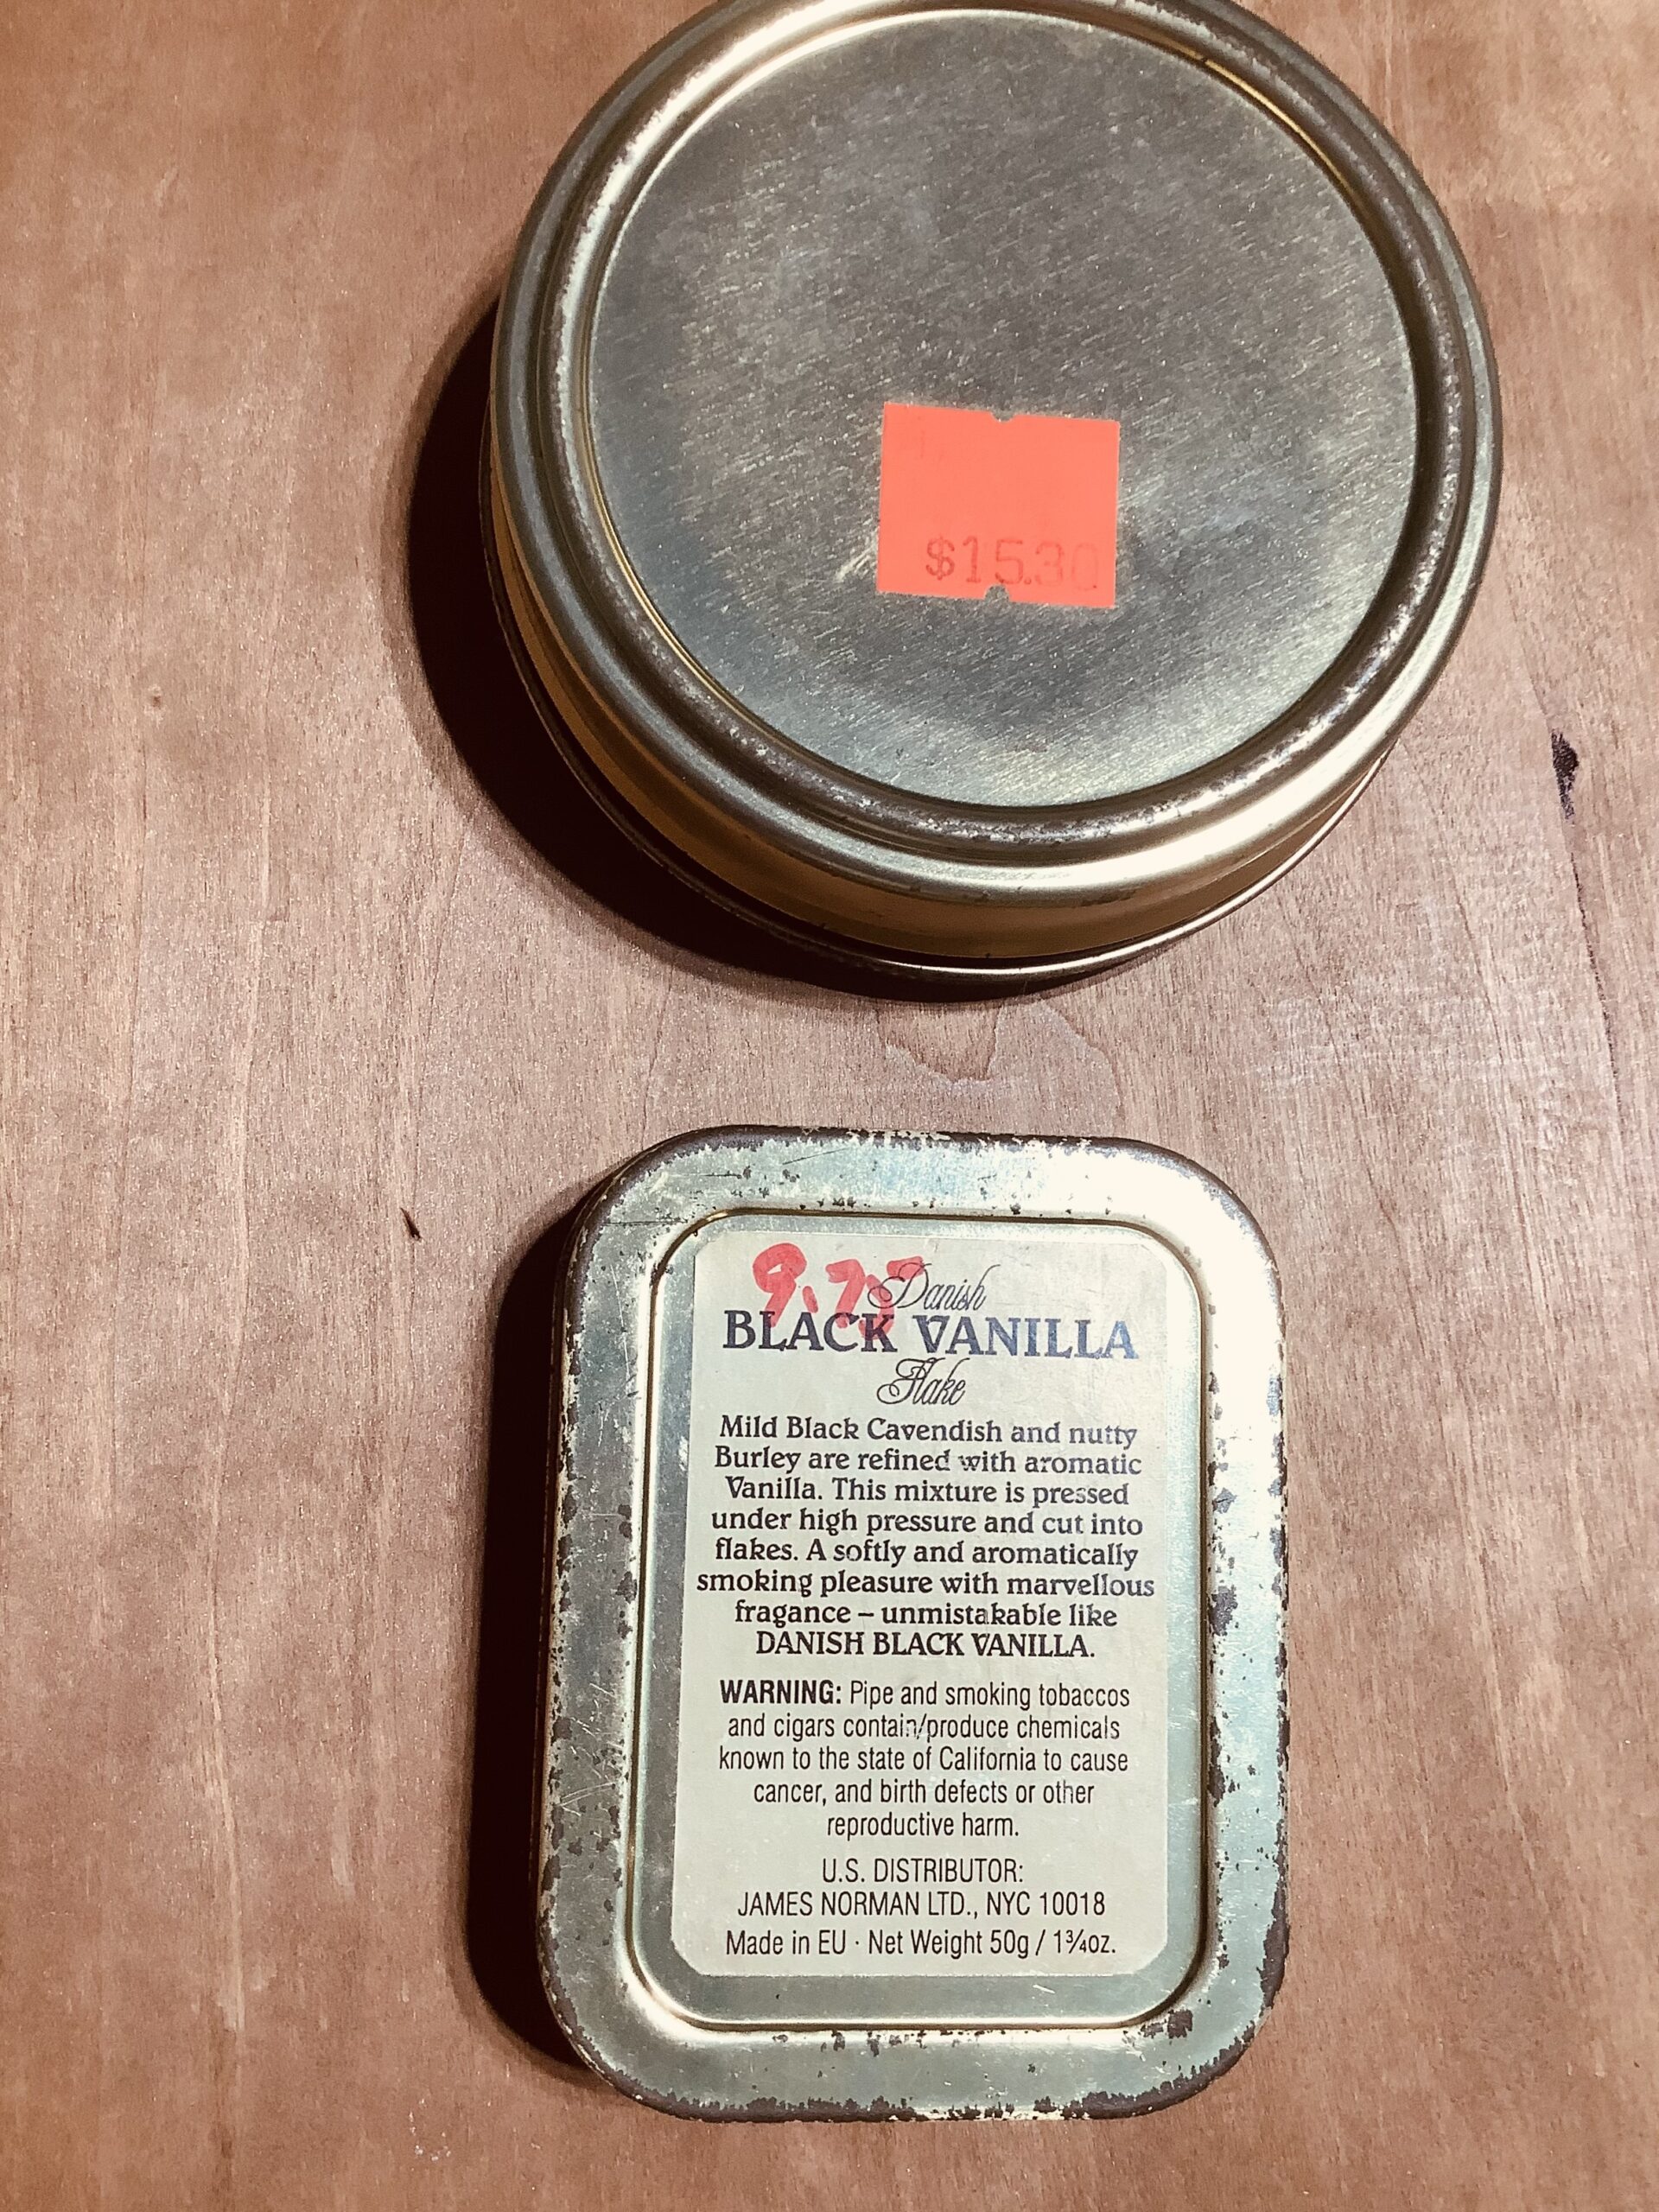 $15.30
9.75
Danish
BLACK VANILLA
Flake
Mild Black Cavendish and nutty
Burley are refined with aromatic
Vanilla. This mixture is pressed
under high pressure and cut into
flakes. A softly and aromatically
smoking pleasure with marvellous
fragance – unmistakable like
DANISH BLACK VANILLA.
WARNING: Pipe and smoking tobaccos
and cigars contain/produce chemicals
known to the state of California to cause
cancer, and birth defects or other
reproductive harm.
U.S. DISTRIBUTOR:
JAMES NORMAN LTD., NYC 10018
Made in EU · Net Weight 50g / 1¾oz.